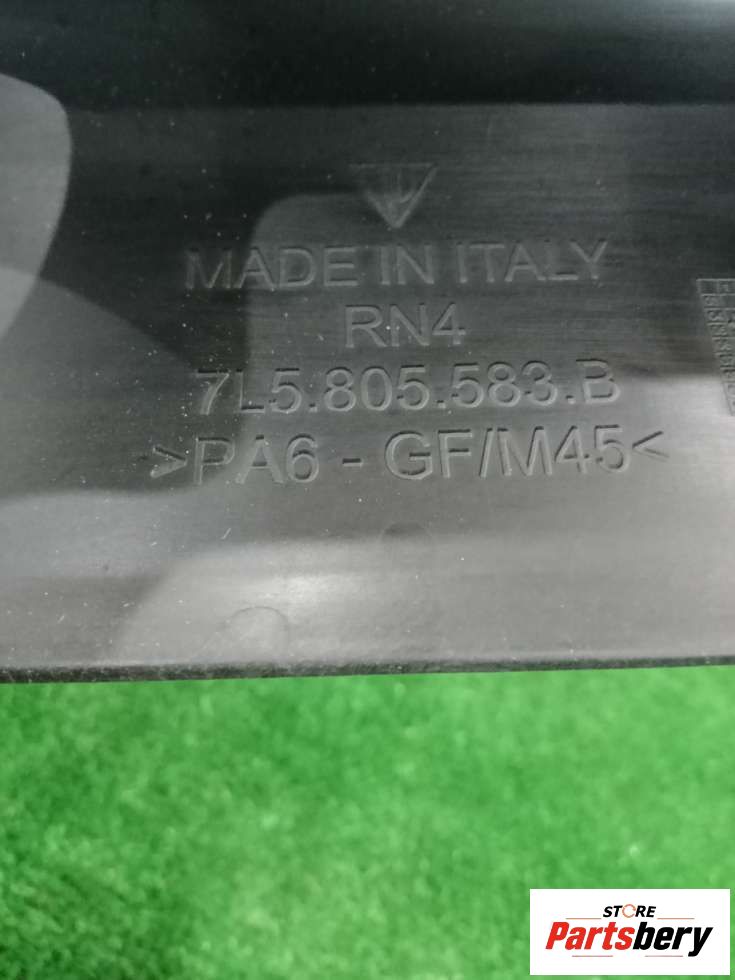 MADE IN ITALY
RN4
7L5.805.583.B
>PA6 - GF/M45<
STORE
Partsbery